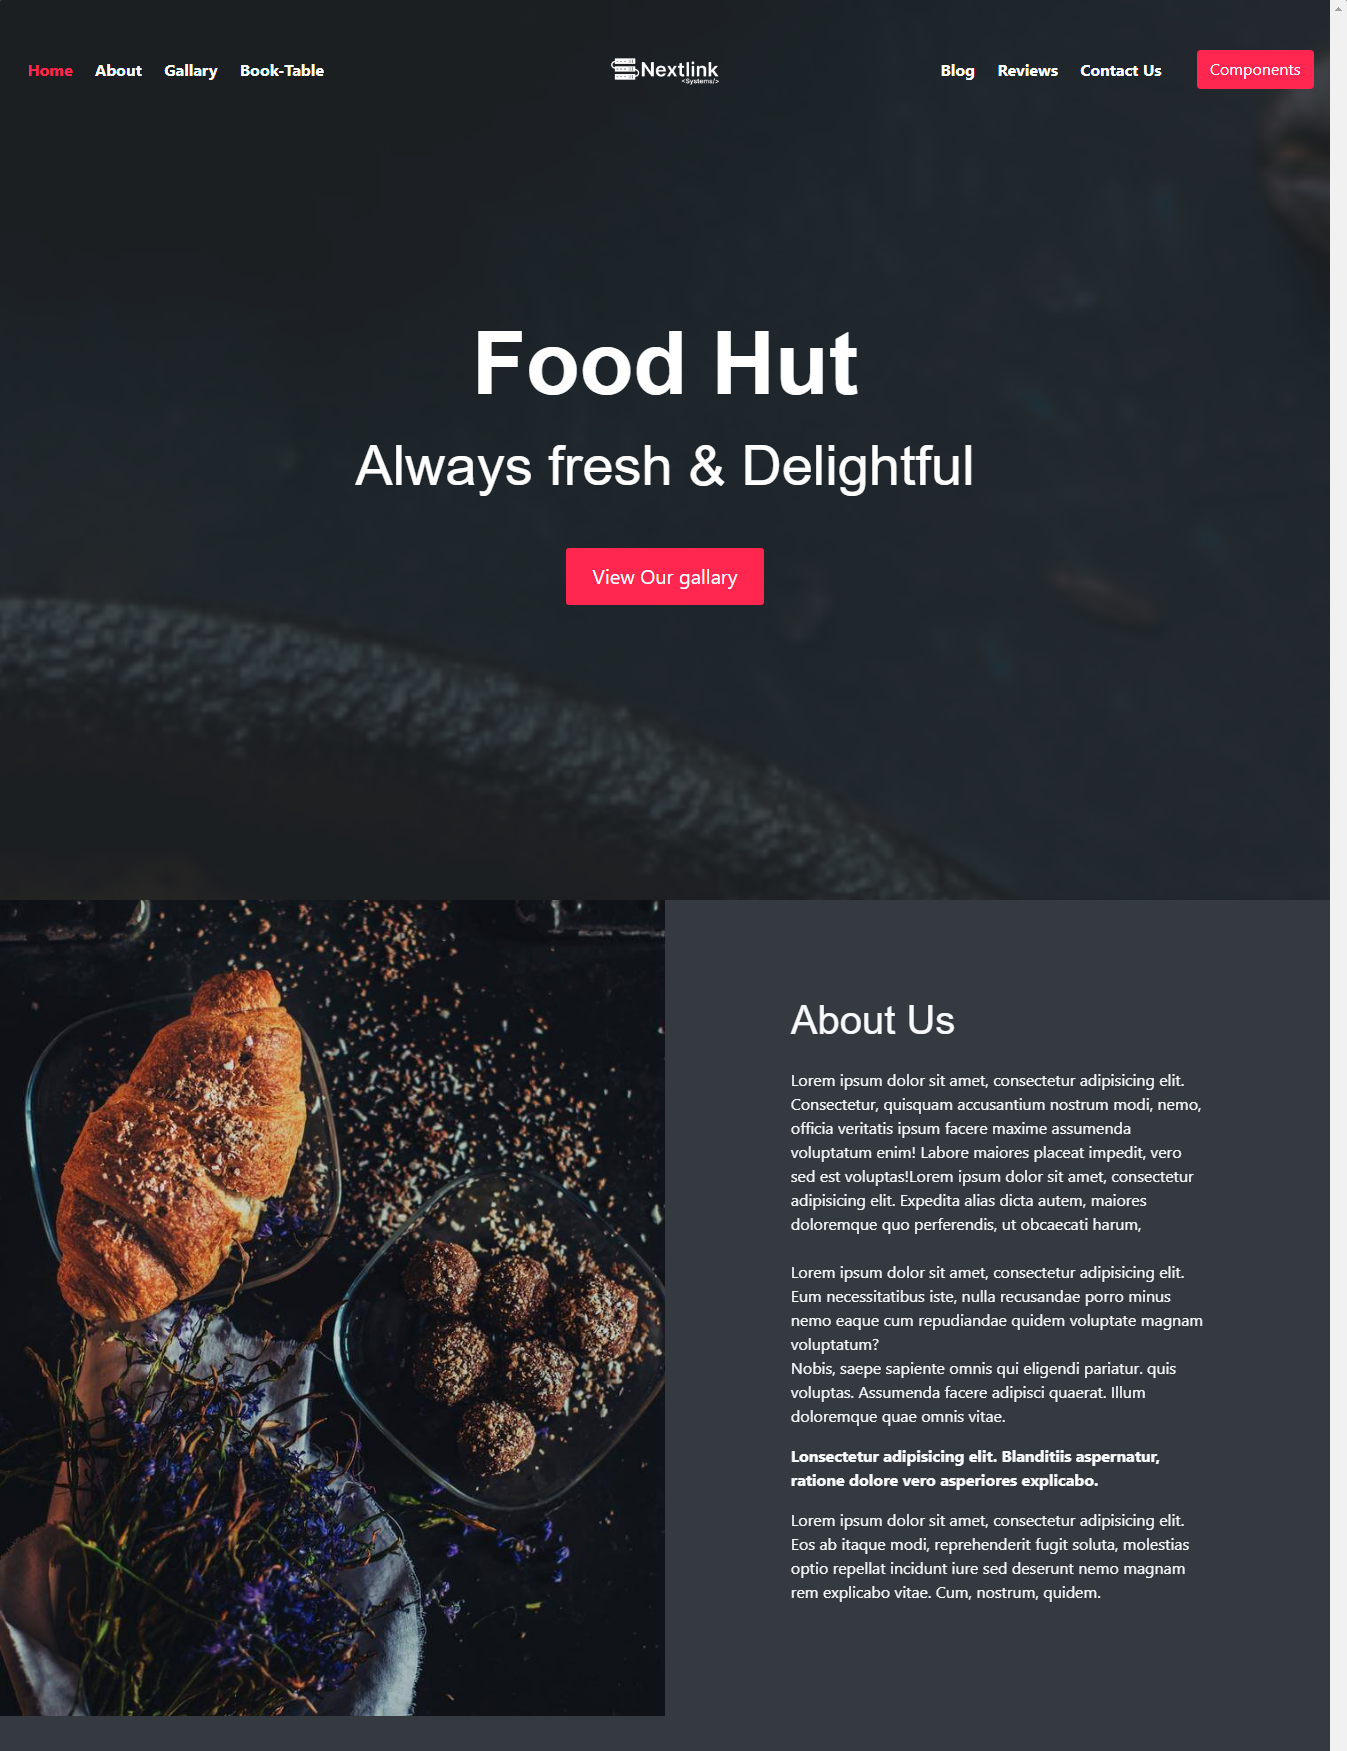 Home About Gallary Book-Table Nextlink Blog Reviews Contact Us Components
<Systems/>
Food Hut
Always fresh & Delightful
View Our gallary
About Us
Lorem ipsum dolor sit amet, consectetur adipisicing elit.
Consectetur, quisquam accusantium nostrum modi, nemo,
officia veritatis ipsum facere maxime assumenda
voluptatum enim! Labore maiores placeat impedit, vero
sed est voluptas!Lorem ipsum dolor sit amet, consectetur
adipisicing elit. Expedita alias dicta autem, maiores
doloremque quo perferendis, ut obcaecati harum,
Lorem ipsum dolor sit amet, consectetur adipisicing elit.
Eum necessitatibus iste, nulla recusandae porro minus
nemo eaque cum repudiandae quidem voluptate magnam
voluptatum?
Nobis, saepe sapiente omnis qui eligendi pariatur. quis
voluptas. Assumenda facere adipisci quaerat. Illum
doloremque quae omnis vitae.
Lonsectetur adipisicing elit. Blanditiis aspernatur,
ratione dolore vero asperiores explicabo.
Lorem ipsum dolor sit amet, consectetur adipisicing elit.
Eos ab itaque modi, reprehenderit fugit soluta, molestias
optio repellat incidunt iure sed deserunt nemo magnam
rem explicabo vitae. Cum, nostrum, quidem.